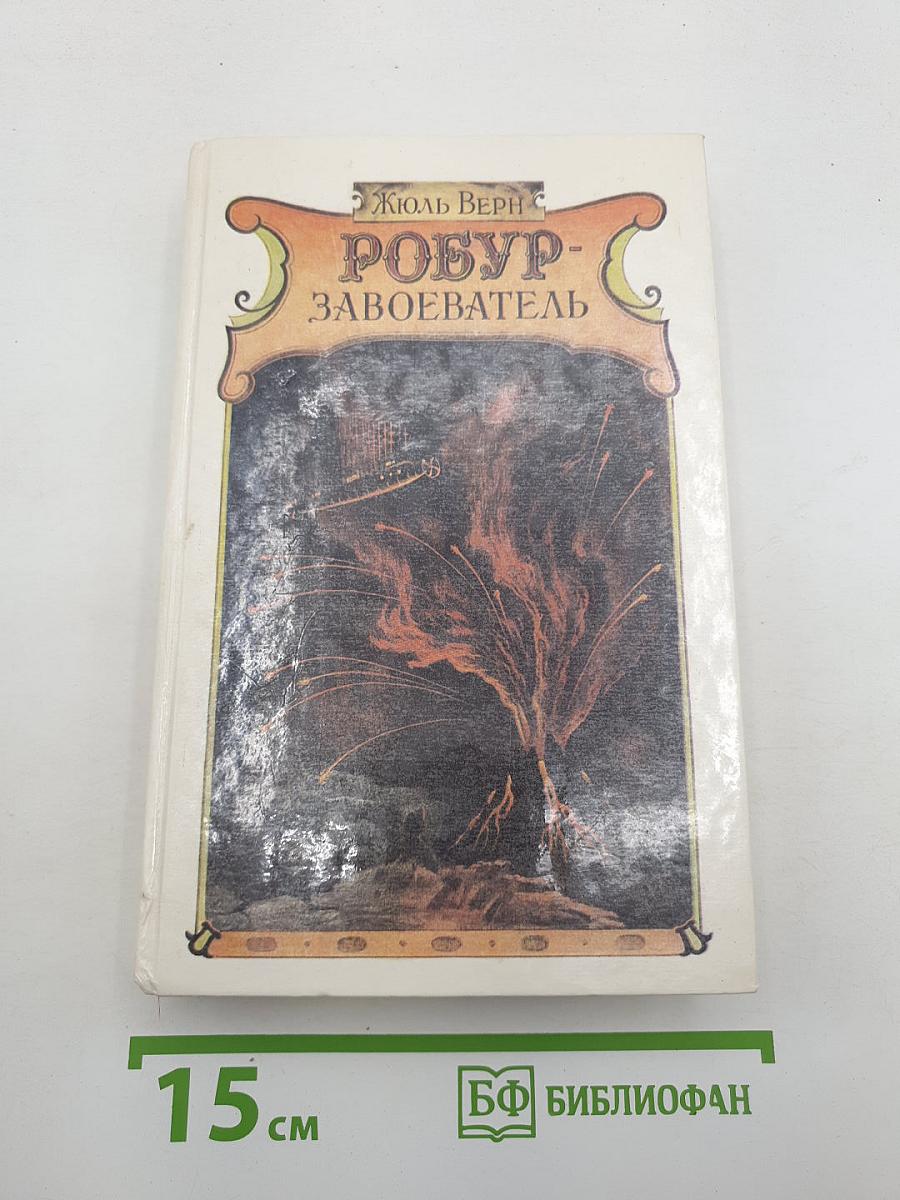 Жюль Верн
РОБУР-
ЗАВОЕВАТЕЛЬ
15 см
БФ БИБЛИОФАН